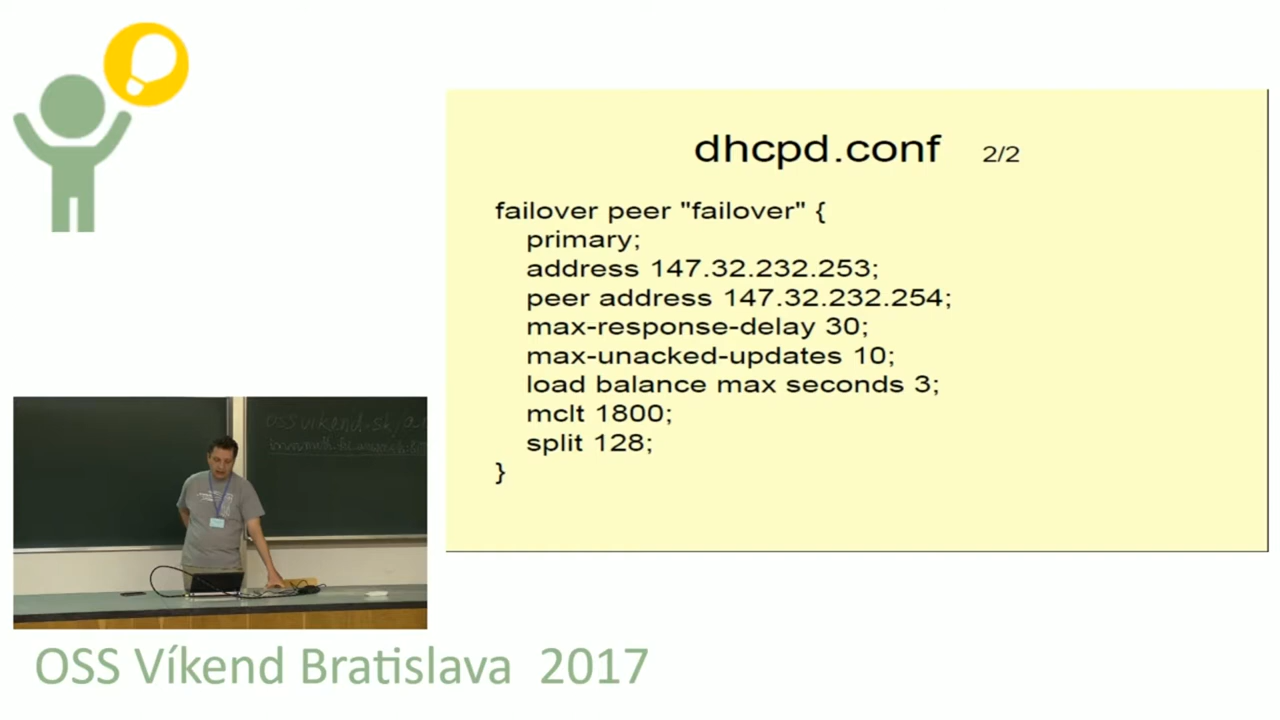 dhcpd.conf 2/2
failover peer "failover" {
primary;
address 147.32.232.253;
peer address 147.32.232.254;
max-response-delay 30;
max-unacked-updates 10;
load balance max seconds 3;
mclt 1800;
split 128;
}
OSS Víkend Bratislava 2017